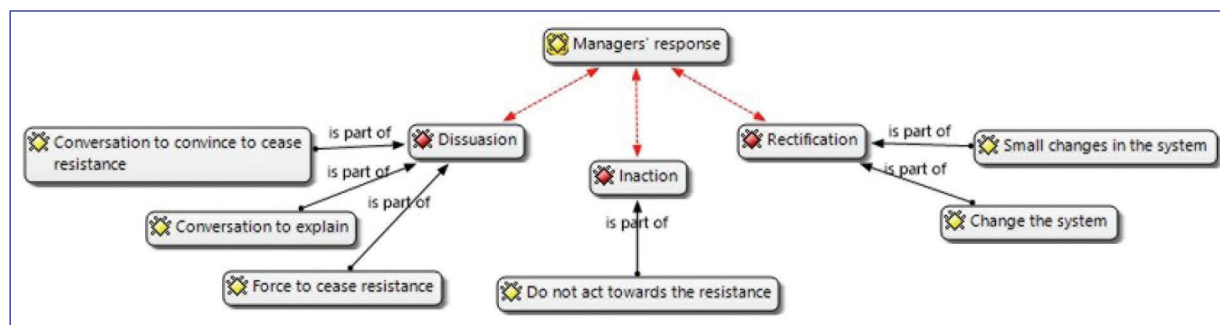 Managers' response
is part of
Dissuasion
Rectification
is part of
Conversation to convince to cease
resistance
Small changes in the system
is part of
Inaction
is part of
Conversation to explain
is part of
is part of
Change the system
Force to cease resistance
Do not act towards the resistance